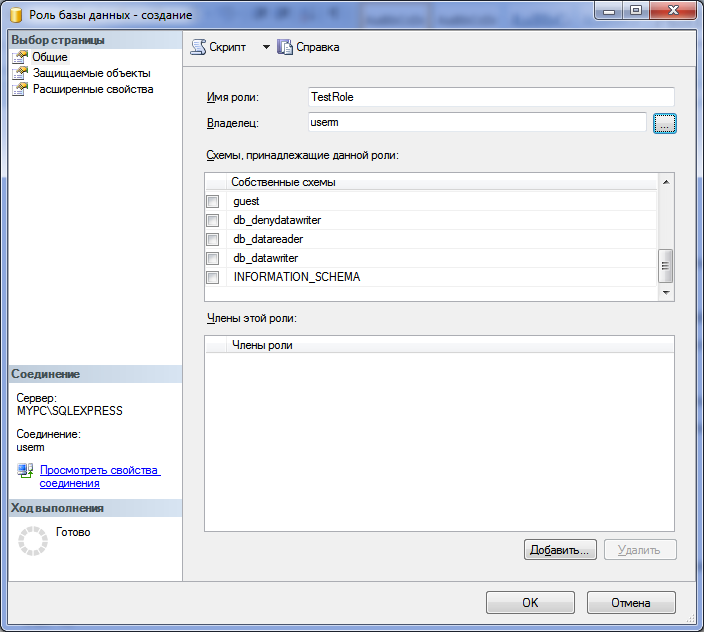 Роль базы данных - создание
Выбор страницы
Общие
Защищаемые объекты
Расширенные свойства
Соединение
Сервер:
MYPC\SQLEXPRESS
Соединение:
userm
Просмотреть свойства
соединения
Ход выполнения
Готово
Скрипт
Справка
Имя роли: TestRole
Владелец: userm ...
Схемы, принадлежащие данной роли:
Собственные схемы
guest
db_denydatawriter
db_datareader
db_datawriter
INFORMATION_SCHEMA
Члены этой роли:
Члены роли
Добавить... Удалить
OK Отмена